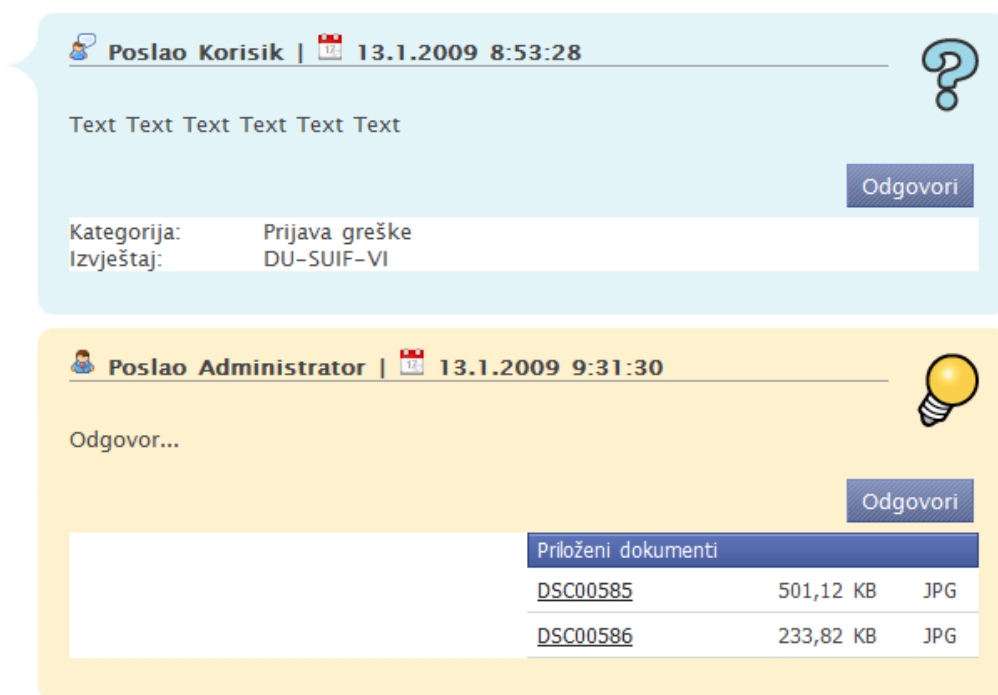 Poslao Korisik | 13.1.2009 8:53:28
Text Text Text Text Text Text
Odgovori
Kategorija: Prijava greške
Izvještaj: DU-SUIF-VI
Poslao Administrator | 13.1.2009 9:31:30
Odgovor...
Odgovori
Priloženi dokumenti
DSC00585 501,12 KB JPG
DSC00586 233,82 KB JPG